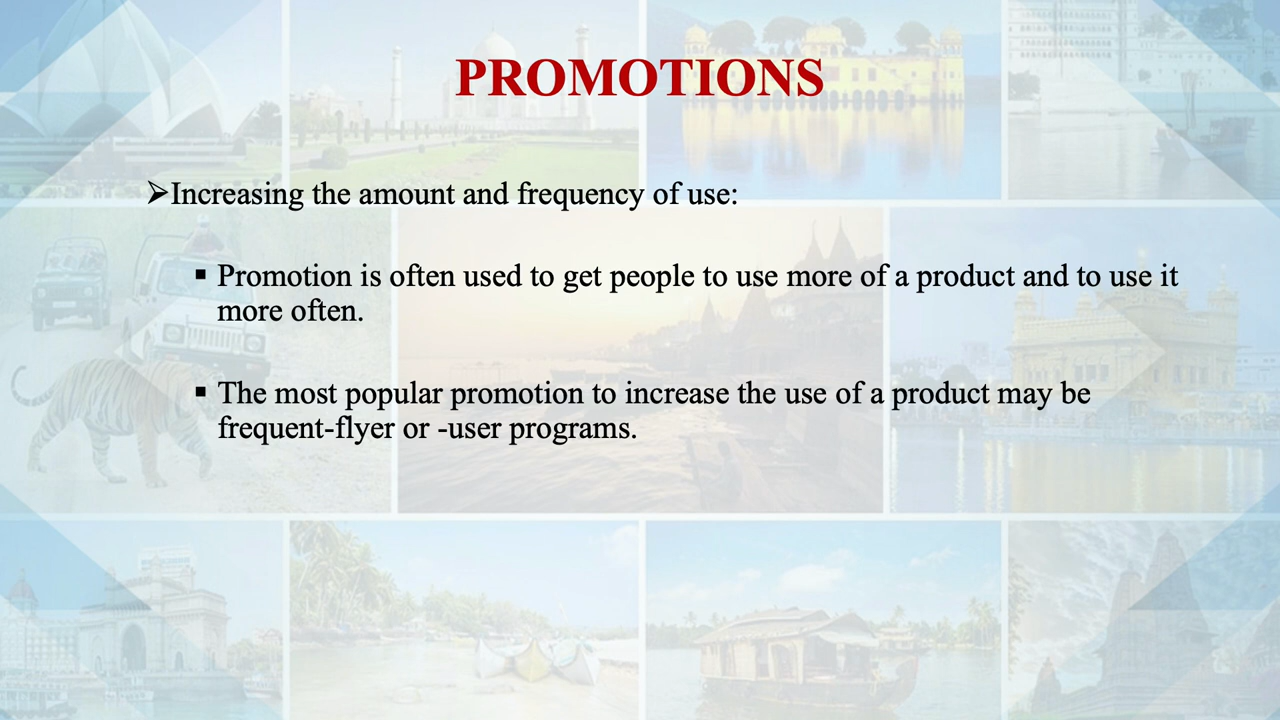 PROMOTIONS
➢Increasing the amount and frequency of use:
▪ Promotion is often used to get people to use more of a product and to use it
more often.
▪ The most popular promotion to increase the use of a product may be
frequent-flyer or -user programs.